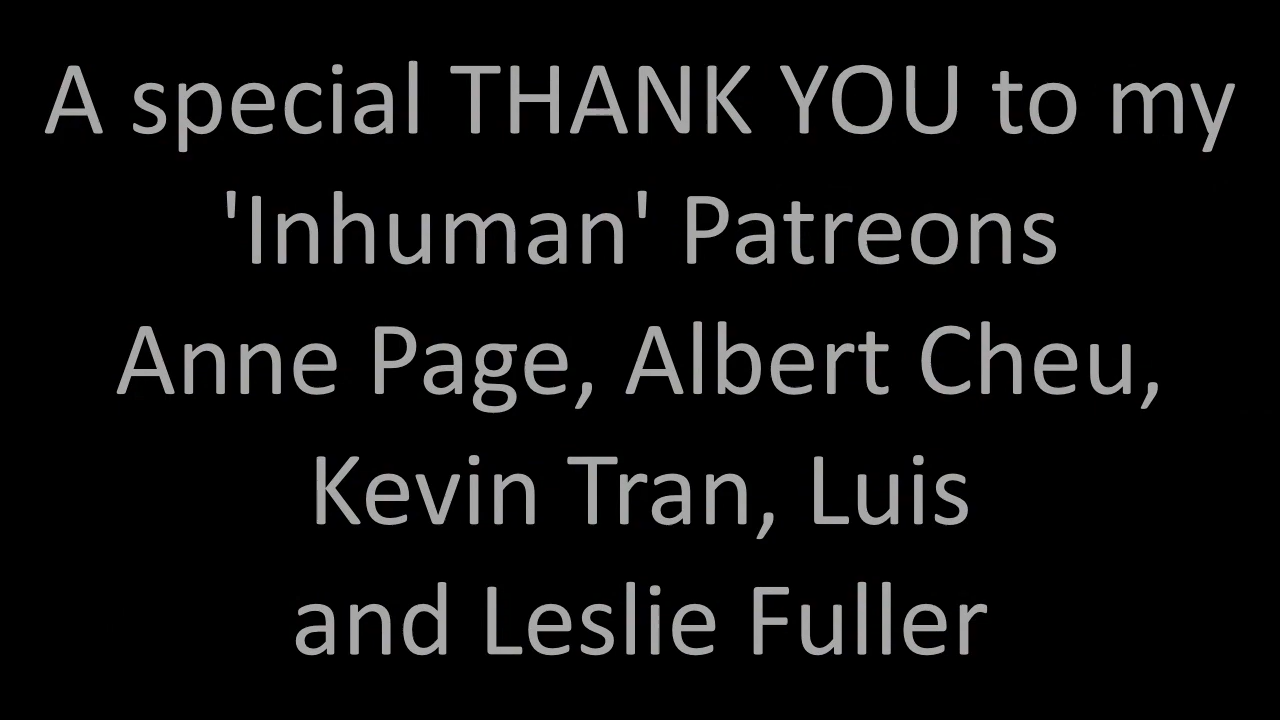 A special THANK YOU to my
'Inhuman' Patreons
Anne Page, Albert Cheu,
Kevin Tran, Luis
and Leslie Fuller